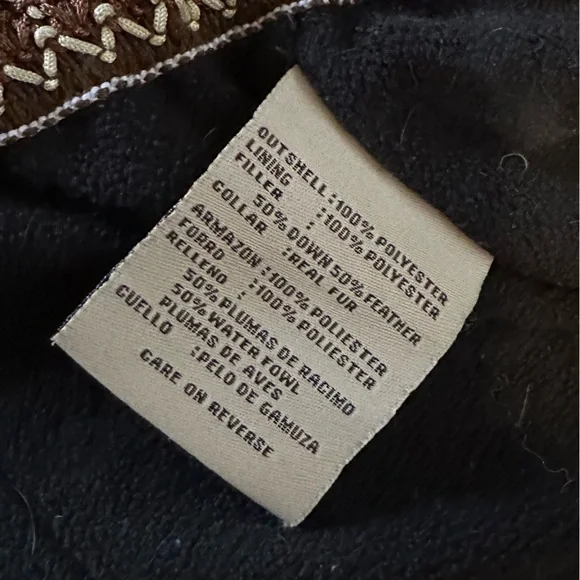 OUTSHELL :100% POLYESTER
LINING :100% POLYESTER
FILLER :
50% DOWN 50% FEATHER
COLLAR :REAL FUR
ARMAZON :100% POLIESTER
FORRO :100% POLIESTER
RELLENO :
50% PLUMAS DE RACIMO
50% WATER FOWL
PLUMAS DE AVES
CUELLO :PELO DE GAMUZA
CARE ON REVERSE